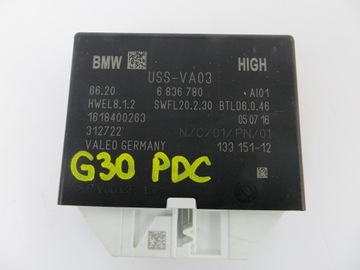 BMW HIGH
USS-VA03
66.20 6 836 780 AI01
HWEL8.1.2 SWFL20.2.30 BTLD6.0.46
1618400263 05 07 16
312722 N/C/01/PN/01
VALEO GERMANY 133 151-12
G30 PDC